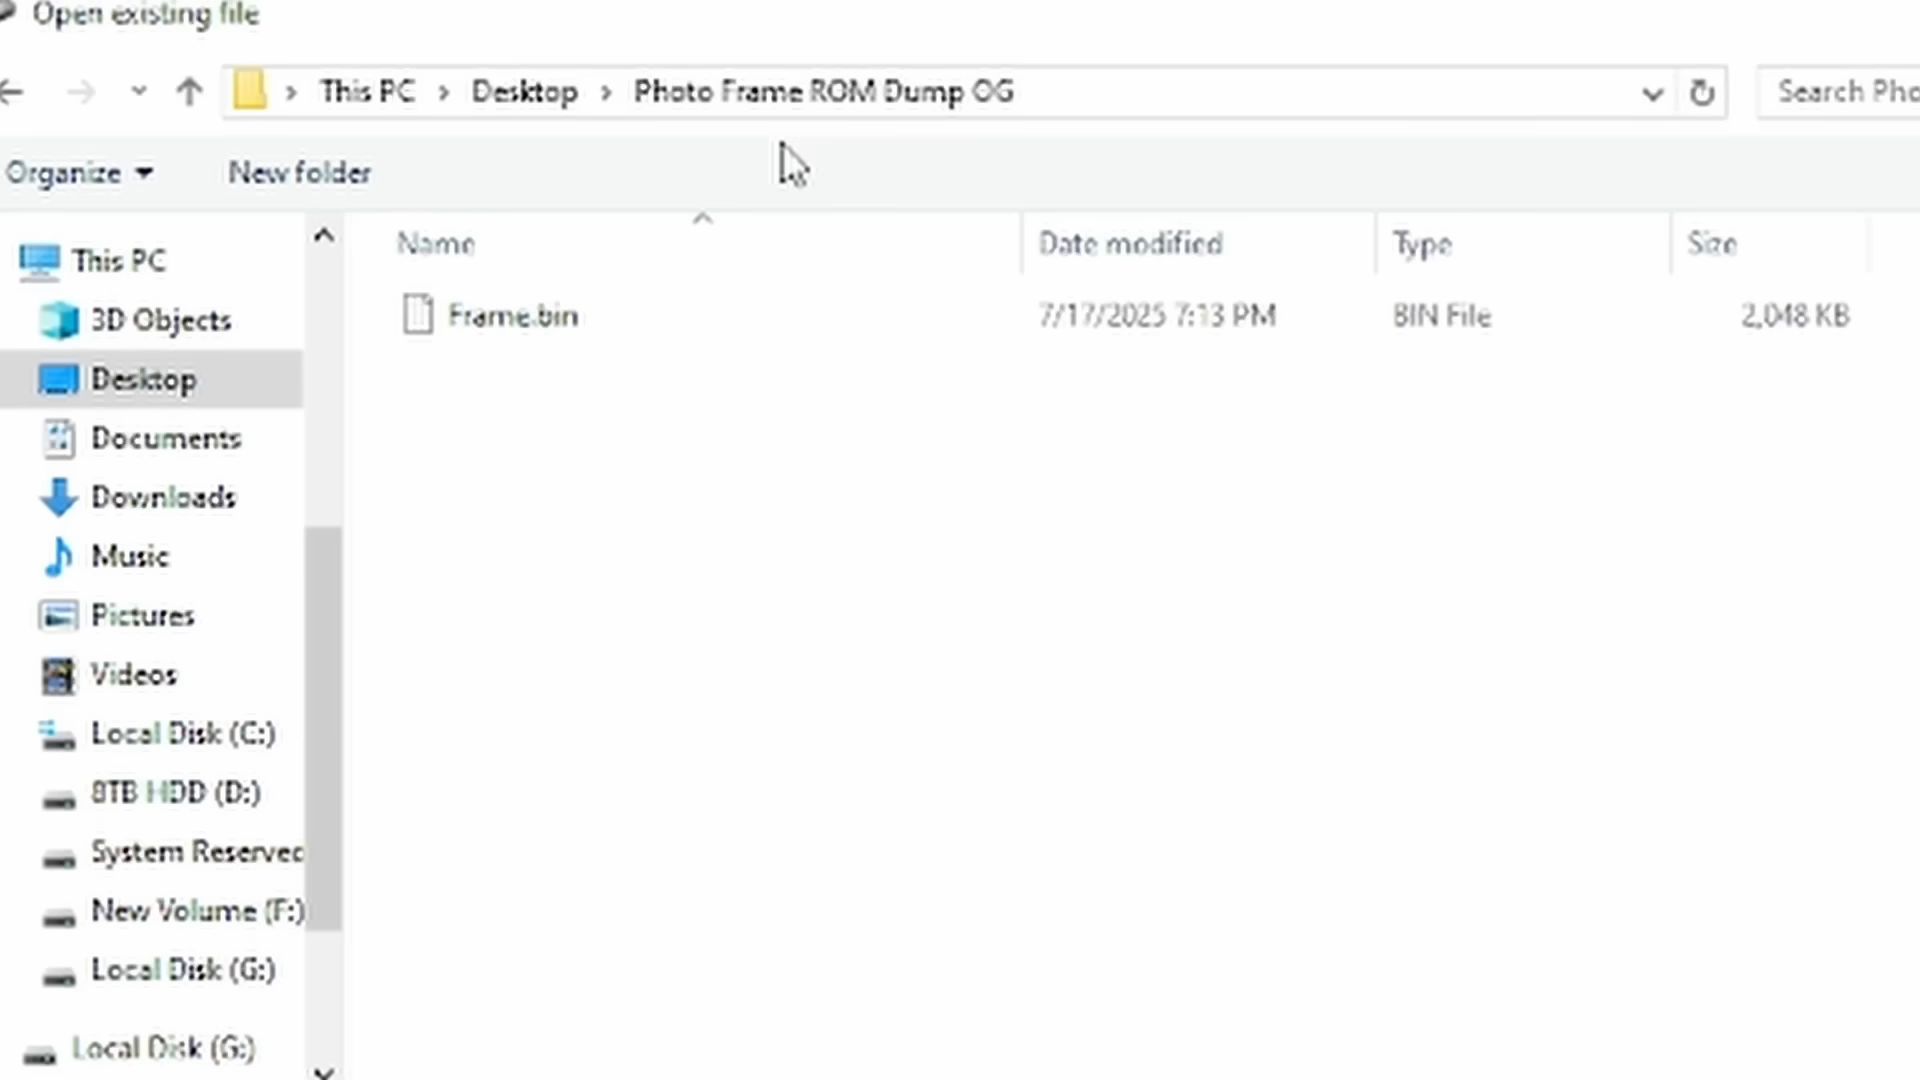 Open existing file
This PC > Desktop > Photo Frame ROM Dump OG
Search Pho
Organize
New folder
Name
Date modified
Type
Size
Frame.bin
7/17/2025 7:13 PM
BIN File
2,048 KB
This PC
3D Objects
Desktop
Documents
Downloads
Music
Pictures
Videos
Local Disk (C:)
8TB HDD (D:)
System Reserved
New Volume (F:)
Local Disk (G:)
Local Disk (G:)